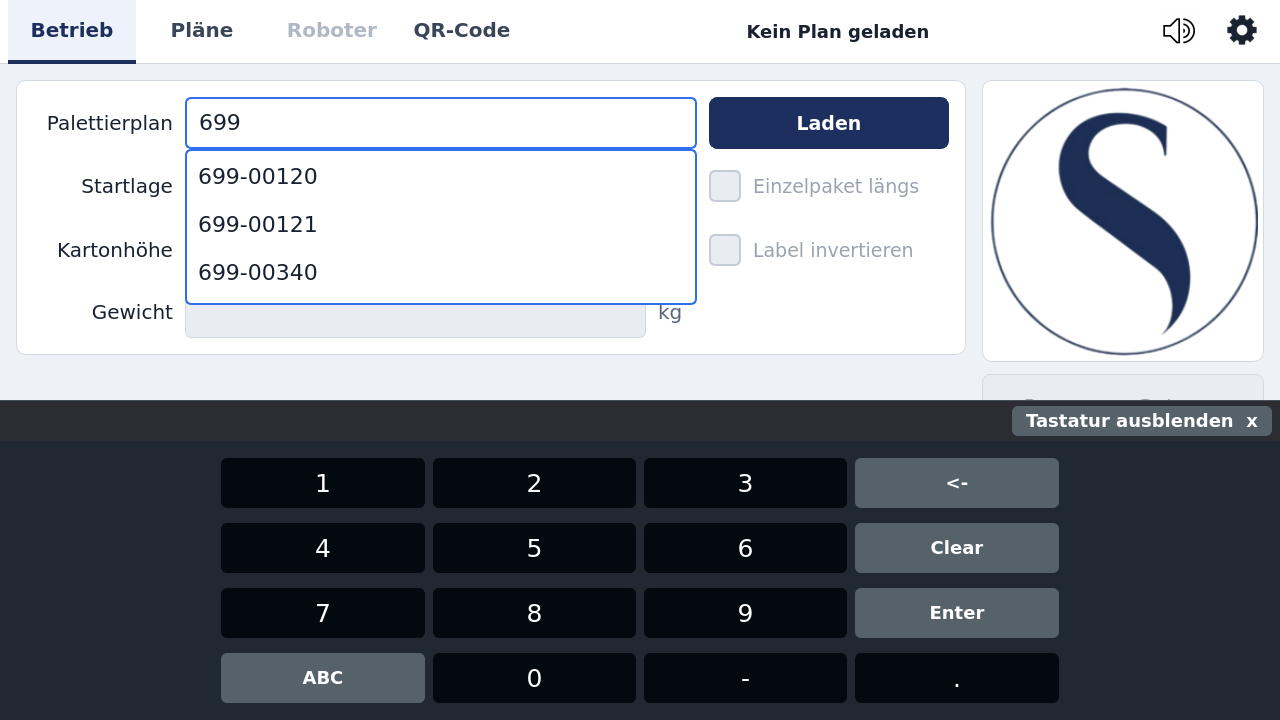 Betrieb Pläne Roboter QR-Code Kein Plan geladen
Palettierplan 699 Laden
699-00120
Startlage Einzelpaket längs
699-00121
Kartonhöhe Label invertieren
699-00340
Gewicht kg
Tastatur ausblenden x
1 2 3 <-
4 5 6 Clear
7 8 9 Enter
ABC 0 - .